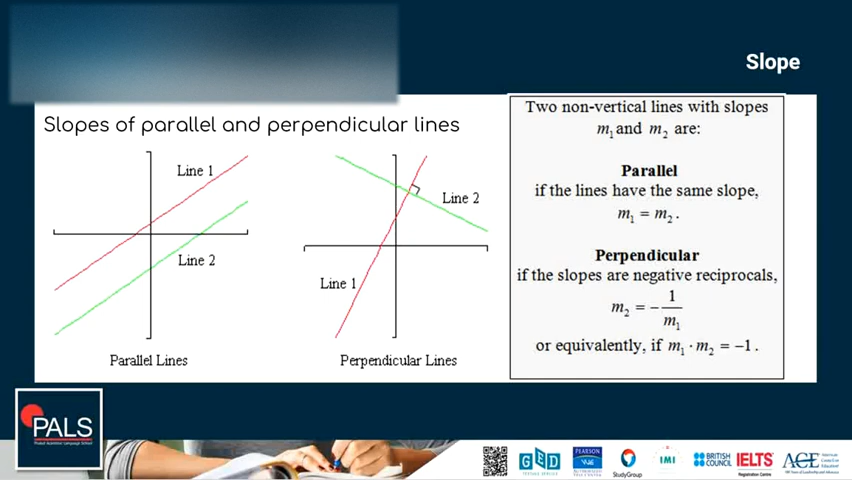 Slope
Slopes of parallel and perpendicular lines
Line 1
Line 2
Parallel Lines
Line 2
Line 1
Perpendicular Lines
Two non-vertical lines with slopes
m₁ and m₂ are:
Parallel
if the lines have the same slope,
m₁ = m₂.
Perpendicular
if the slopes are negative reciprocals,
m₂ = -1/m₁
or equivalently, if m₁ · m₂ = -1.
PALS
GED
PEARSON
VUE
StudyGroup
IMI
BRITISH
COUNCIL
IELTS
Registration Centre
ACE